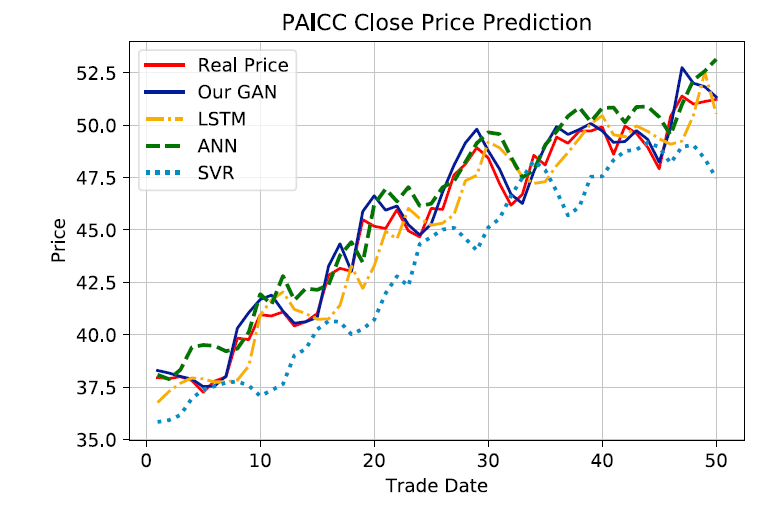 PAICC Close Price Prediction
Real Price
Our GAN
LSTM
ANN
SVR
52.5
50.0
47.5
45.0
42.5
40.0
37.5
35.0
Price
0 10 20 30 40 50
Trade Date